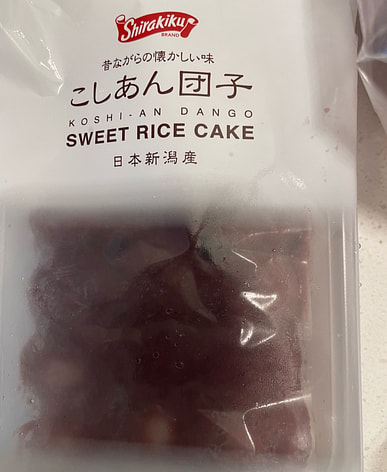 Shirakiku
BRAND
昔ながらの懐かしい味
こしあん団子
KOSHI-AN DANGO
SWEET RICE CAKE
日本新潟産